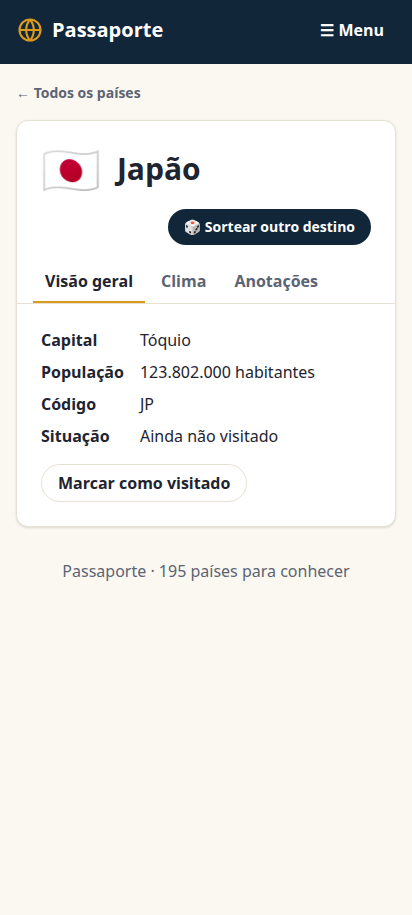 Passaporte
☰ Menu
← Todos os países
Japão
🎲 Sortear outro destino
Visão geral Clima Anotações
Capital Tóquio
População 123.802.000 habitantes
Código JP
Situação Ainda não visitado
Marcar como visitado
Passaporte · 195 países para conhecer